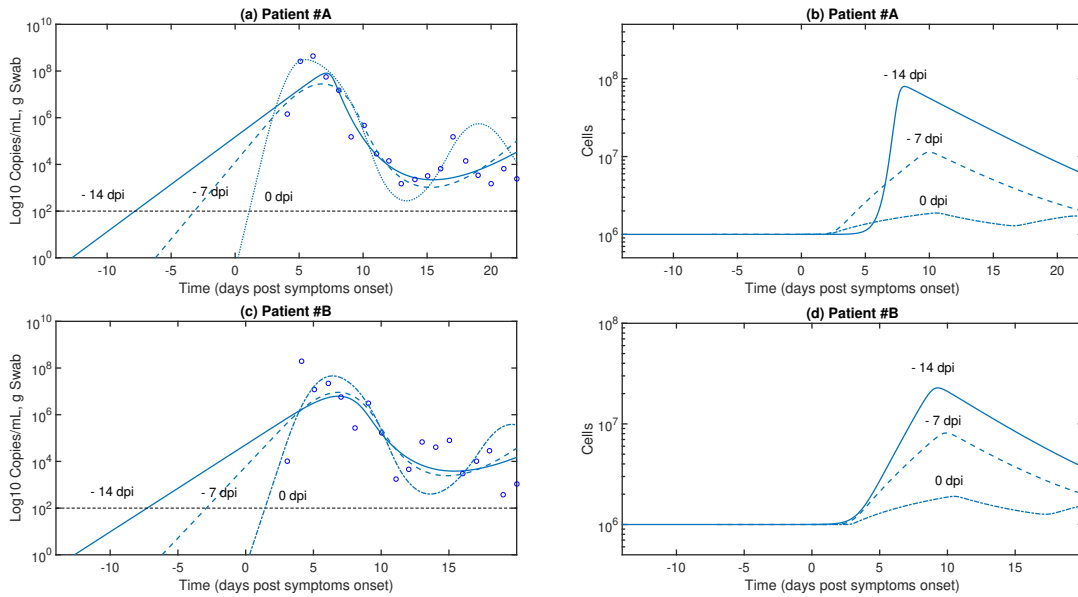 (a) Patient #A
Log10 Copies/mL, g Swab
10^10
10^8
10^6
10^4
10^2
10^0
- 14 dpi
- 7 dpi
0 dpi
-10
-5
0
5
10
15
20
Time (days post symptoms onset)
(b) Patient #A
Cells
10^8
10^7
10^6
- 14 dpi
- 7 dpi
0 dpi
-10
-5
0
5
10
15
20
Time (days post symptoms onset)
(c) Patient #B
Log10 Copies/mL, g Swab
10^10
10^8
10^6
10^4
10^2
10^0
- 14 dpi
- 7 dpi
0 dpi
-10
-5
0
5
10
15
Time (days post symptoms onset)
(d) Patient #B
Cells
10^8
10^7
10^6
- 14 dpi
- 7 dpi
0 dpi
-10
-5
0
5
10
15
Time (days post symptoms onset)